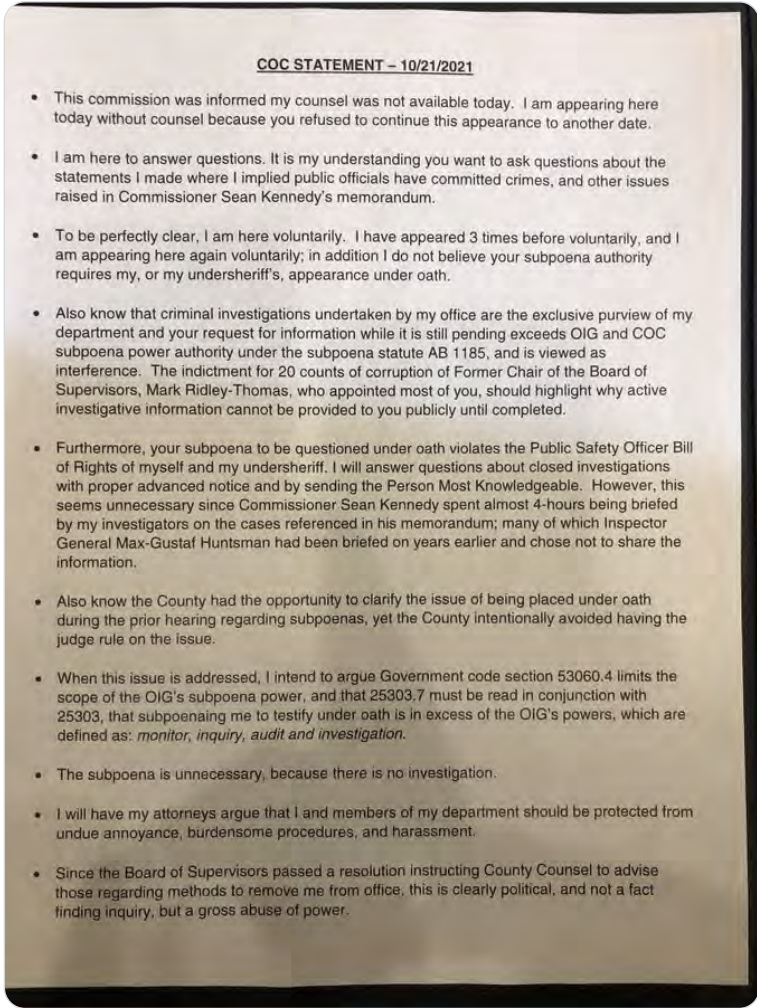 COC STATEMENT – 10/21/2021
• This commission was informed my counsel was not available today. I am appearing here
today without counsel because you refused to continue this appearance to another date.
• I am here to answer questions. It is my understanding you want to ask questions about the
statements I made where I implied public officials have committed crimes, and other issues
raised in Commissioner Sean Kennedy's memorandum.
• To be perfectly clear, I am here voluntarily. I have appeared 3 times before voluntarily, and I
am appearing here again voluntarily; in addition I do not believe your subpoena authority
requires my, or my undersheriff's, appearance under oath.
• Also know that criminal investigations undertaken by my office are the exclusive purview of my
department and your request for information while it is still pending exceeds OIG and COC
subpoena power authority under the subpoena statute AB 1185, and is viewed as
interference. The indictment for 20 counts of corruption of Former Chair of the Board of
Supervisors, Mark Ridley-Thomas, who appointed most of you, should highlight why active
investigative information cannot be provided to you publicly until completed.
• Furthermore, your subpoena to be questioned under oath violates the Public Safety Officer Bill
of Rights of myself and my undersheriff. I will answer questions about closed investigations
with proper advanced notice and by sending the Person Most Knowledgeable. However, this
seems unnecessary since Commissioner Sean Kennedy spent almost 4-hours being briefed
by my investigators on the cases referenced in his memorandum; many of which Inspector
General Max-Gustaf Huntsman had been briefed on years earlier and chose not to share the
information.
• Also know the County had the opportunity to clarify the issue of being placed under oath
during the prior hearing regarding subpoenas, yet the County intentionally avoided having the
judge rule on the issue.
• When this issue is addressed, I intend to argue Government code section 53060.4 limits the
scope of the OIG's subpoena power, and that 25303.7 must be read in conjunction with
25303, that subpoenaing me to testify under oath is in excess of the OIG's powers, which are
defined as: monitor, inquiry, audit and investigation.
• The subpoena is unnecessary, because there is no investigation.
• I will have my attorneys argue that I and members of my department should be protected from
undue annoyance, burdensome procedures, and harassment.
• Since the Board of Supervisors passed a resolution instructing County Counsel to advise
those regarding methods to remove me from office, this is clearly political, and not a fact
finding inquiry, but a gross abuse of power.